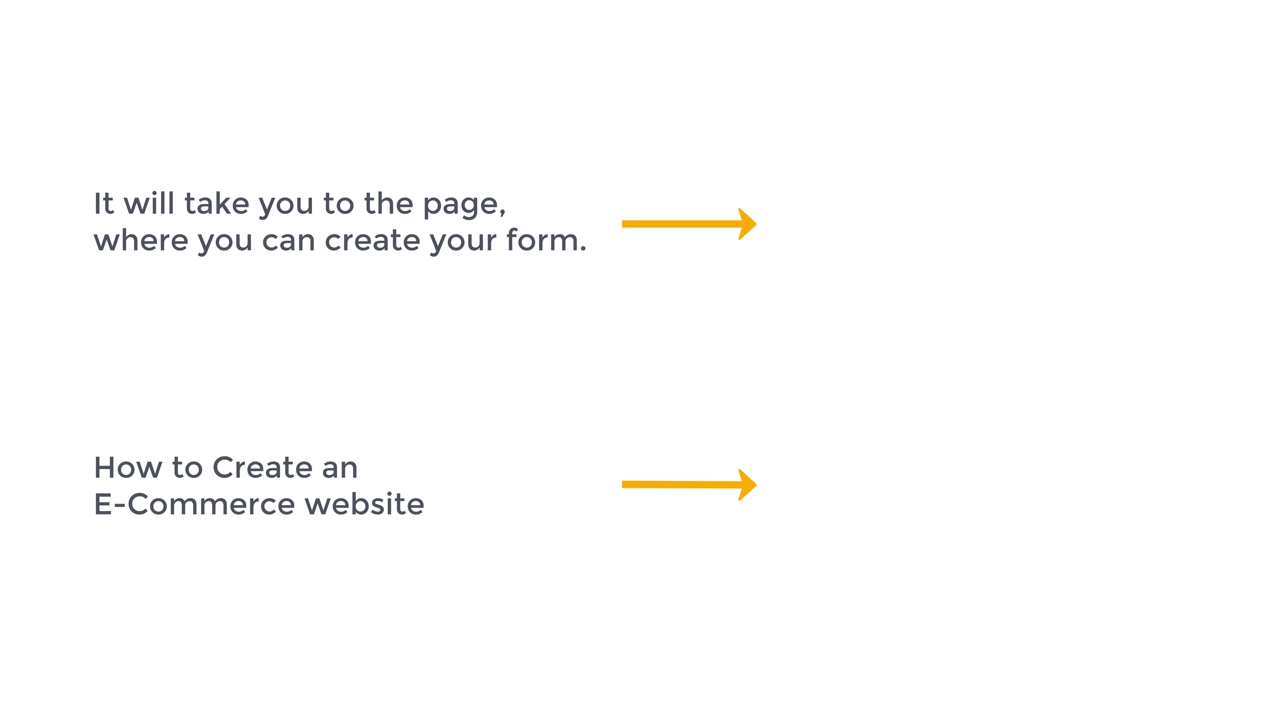 It will take you to the page,
where you can create your form.
How to Create an
E-Commerce website